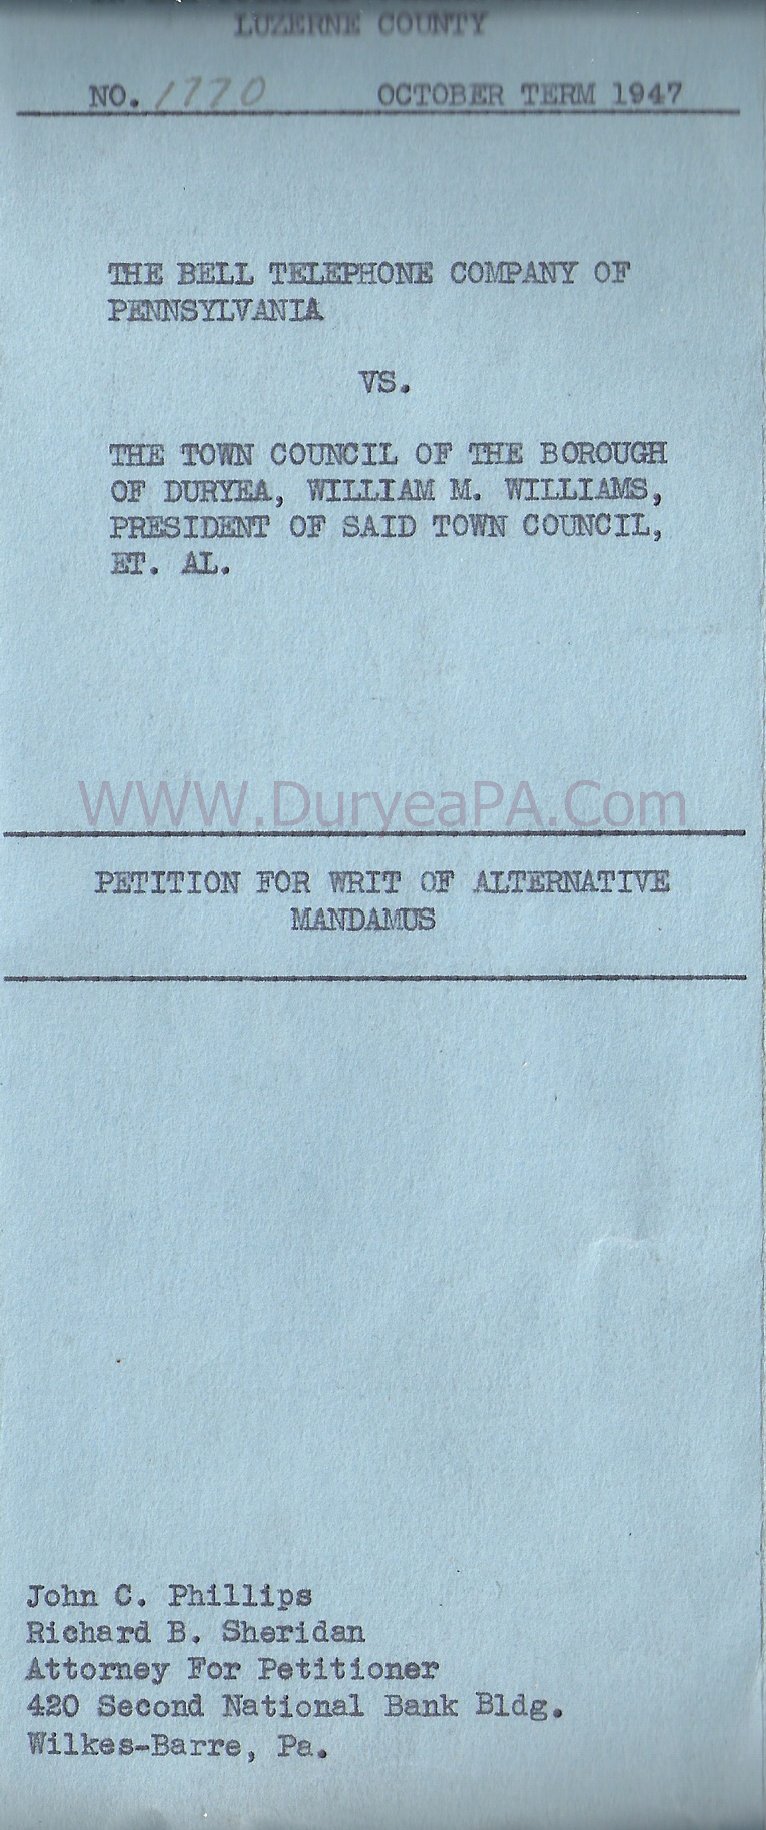 LUZERNE COUNTY
NO. 1770 OCTOBER TERM 1947
THE BELL TELEPHONE COMPANY OF
PENNSYLVANIA
VS.
THE TOWN COUNCIL OF THE BOROUGH
OF DURYEA, WILLIAM M. WILLIAMS,
PRESIDENT OF SAID TOWN COUNCIL,
ET. AL.
WWW.DuryeaPA.Com
PETITION FOR WRIT OF ALTERNATIVE
MANDAMUS
John C. Phillips
Richard B. Sheridan
Attorney For Petitioner
420 Second National Bank Bldg.
Wilkes-Barre, Pa.